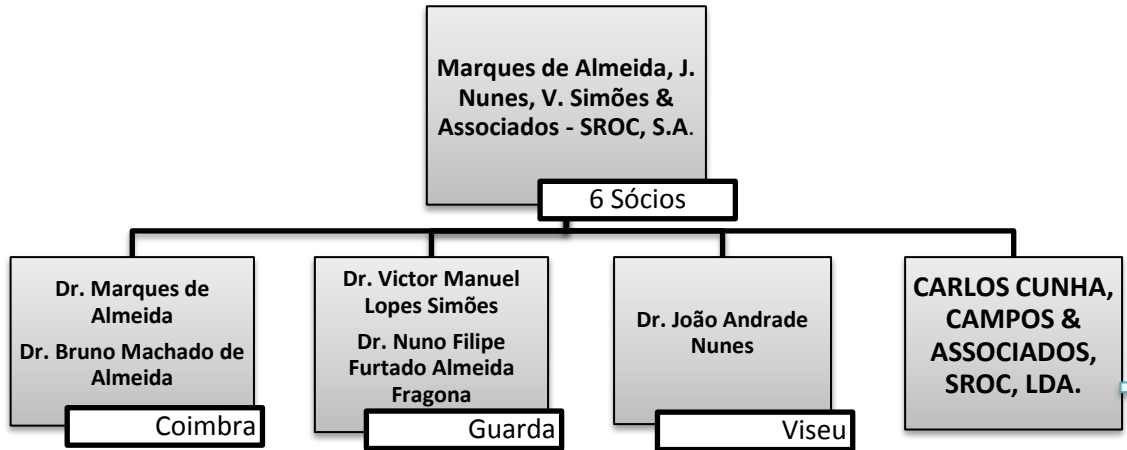 Marques de Almeida, J.
Nunes, V. Simões &
Associados - SROC, S.A.
6 Sócios
Dr. Marques de
Almeida
Dr. Bruno Machado de
Almeida
Coimbra
Dr. Victor Manuel
Lopes Simões
Dr. Nuno Filipe
Furtado Almeida
Fragona
Guarda
Dr. João Andrade
Nunes
Viseu
CARLOS CUNHA,
CAMPOS &
ASSOCIADOS,
SROC, LDA.